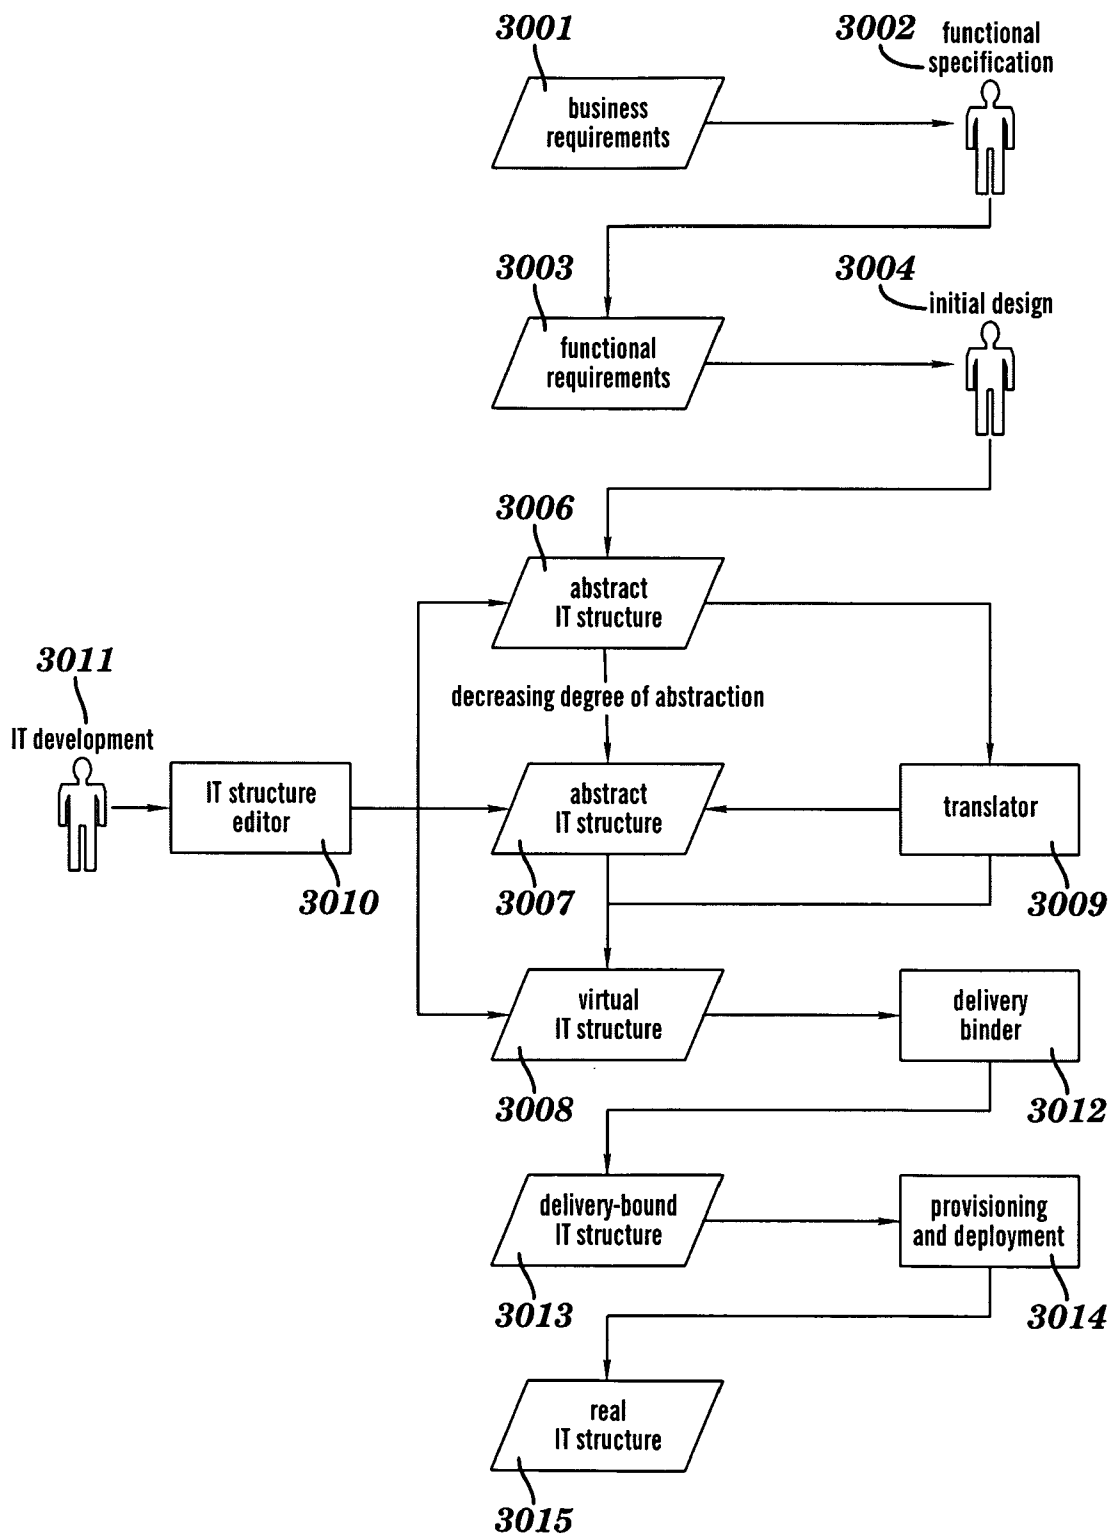 3001
business
requirements
3002
functional
specification
3003
functional
requirements
3004
initial design
3006
abstract
IT structure
decreasing degree of abstraction
3011
IT development
IT structure
editor
3010
abstract
IT structure
3007
translator
3009
virtual
IT structure
3008
delivery
binder
3012
delivery-bound
IT structure
3013
provisioning
and deployment
3014
real
IT structure
3015